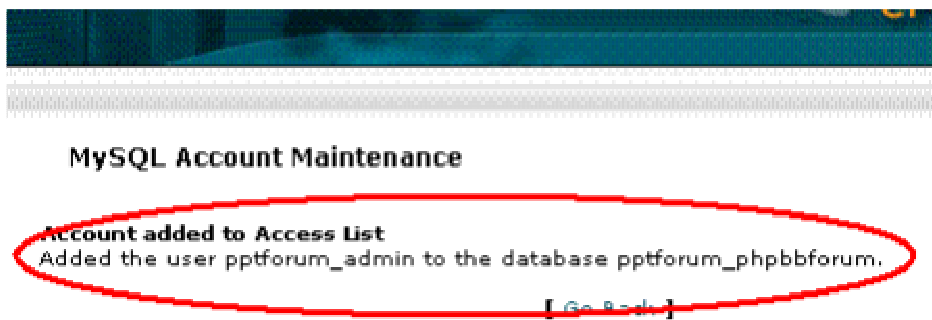 MySQL Account Maintenance
Account added to Access List
Added the user pptforum_admin to the database pptforum_phpbbforum.
[ Go Back ]